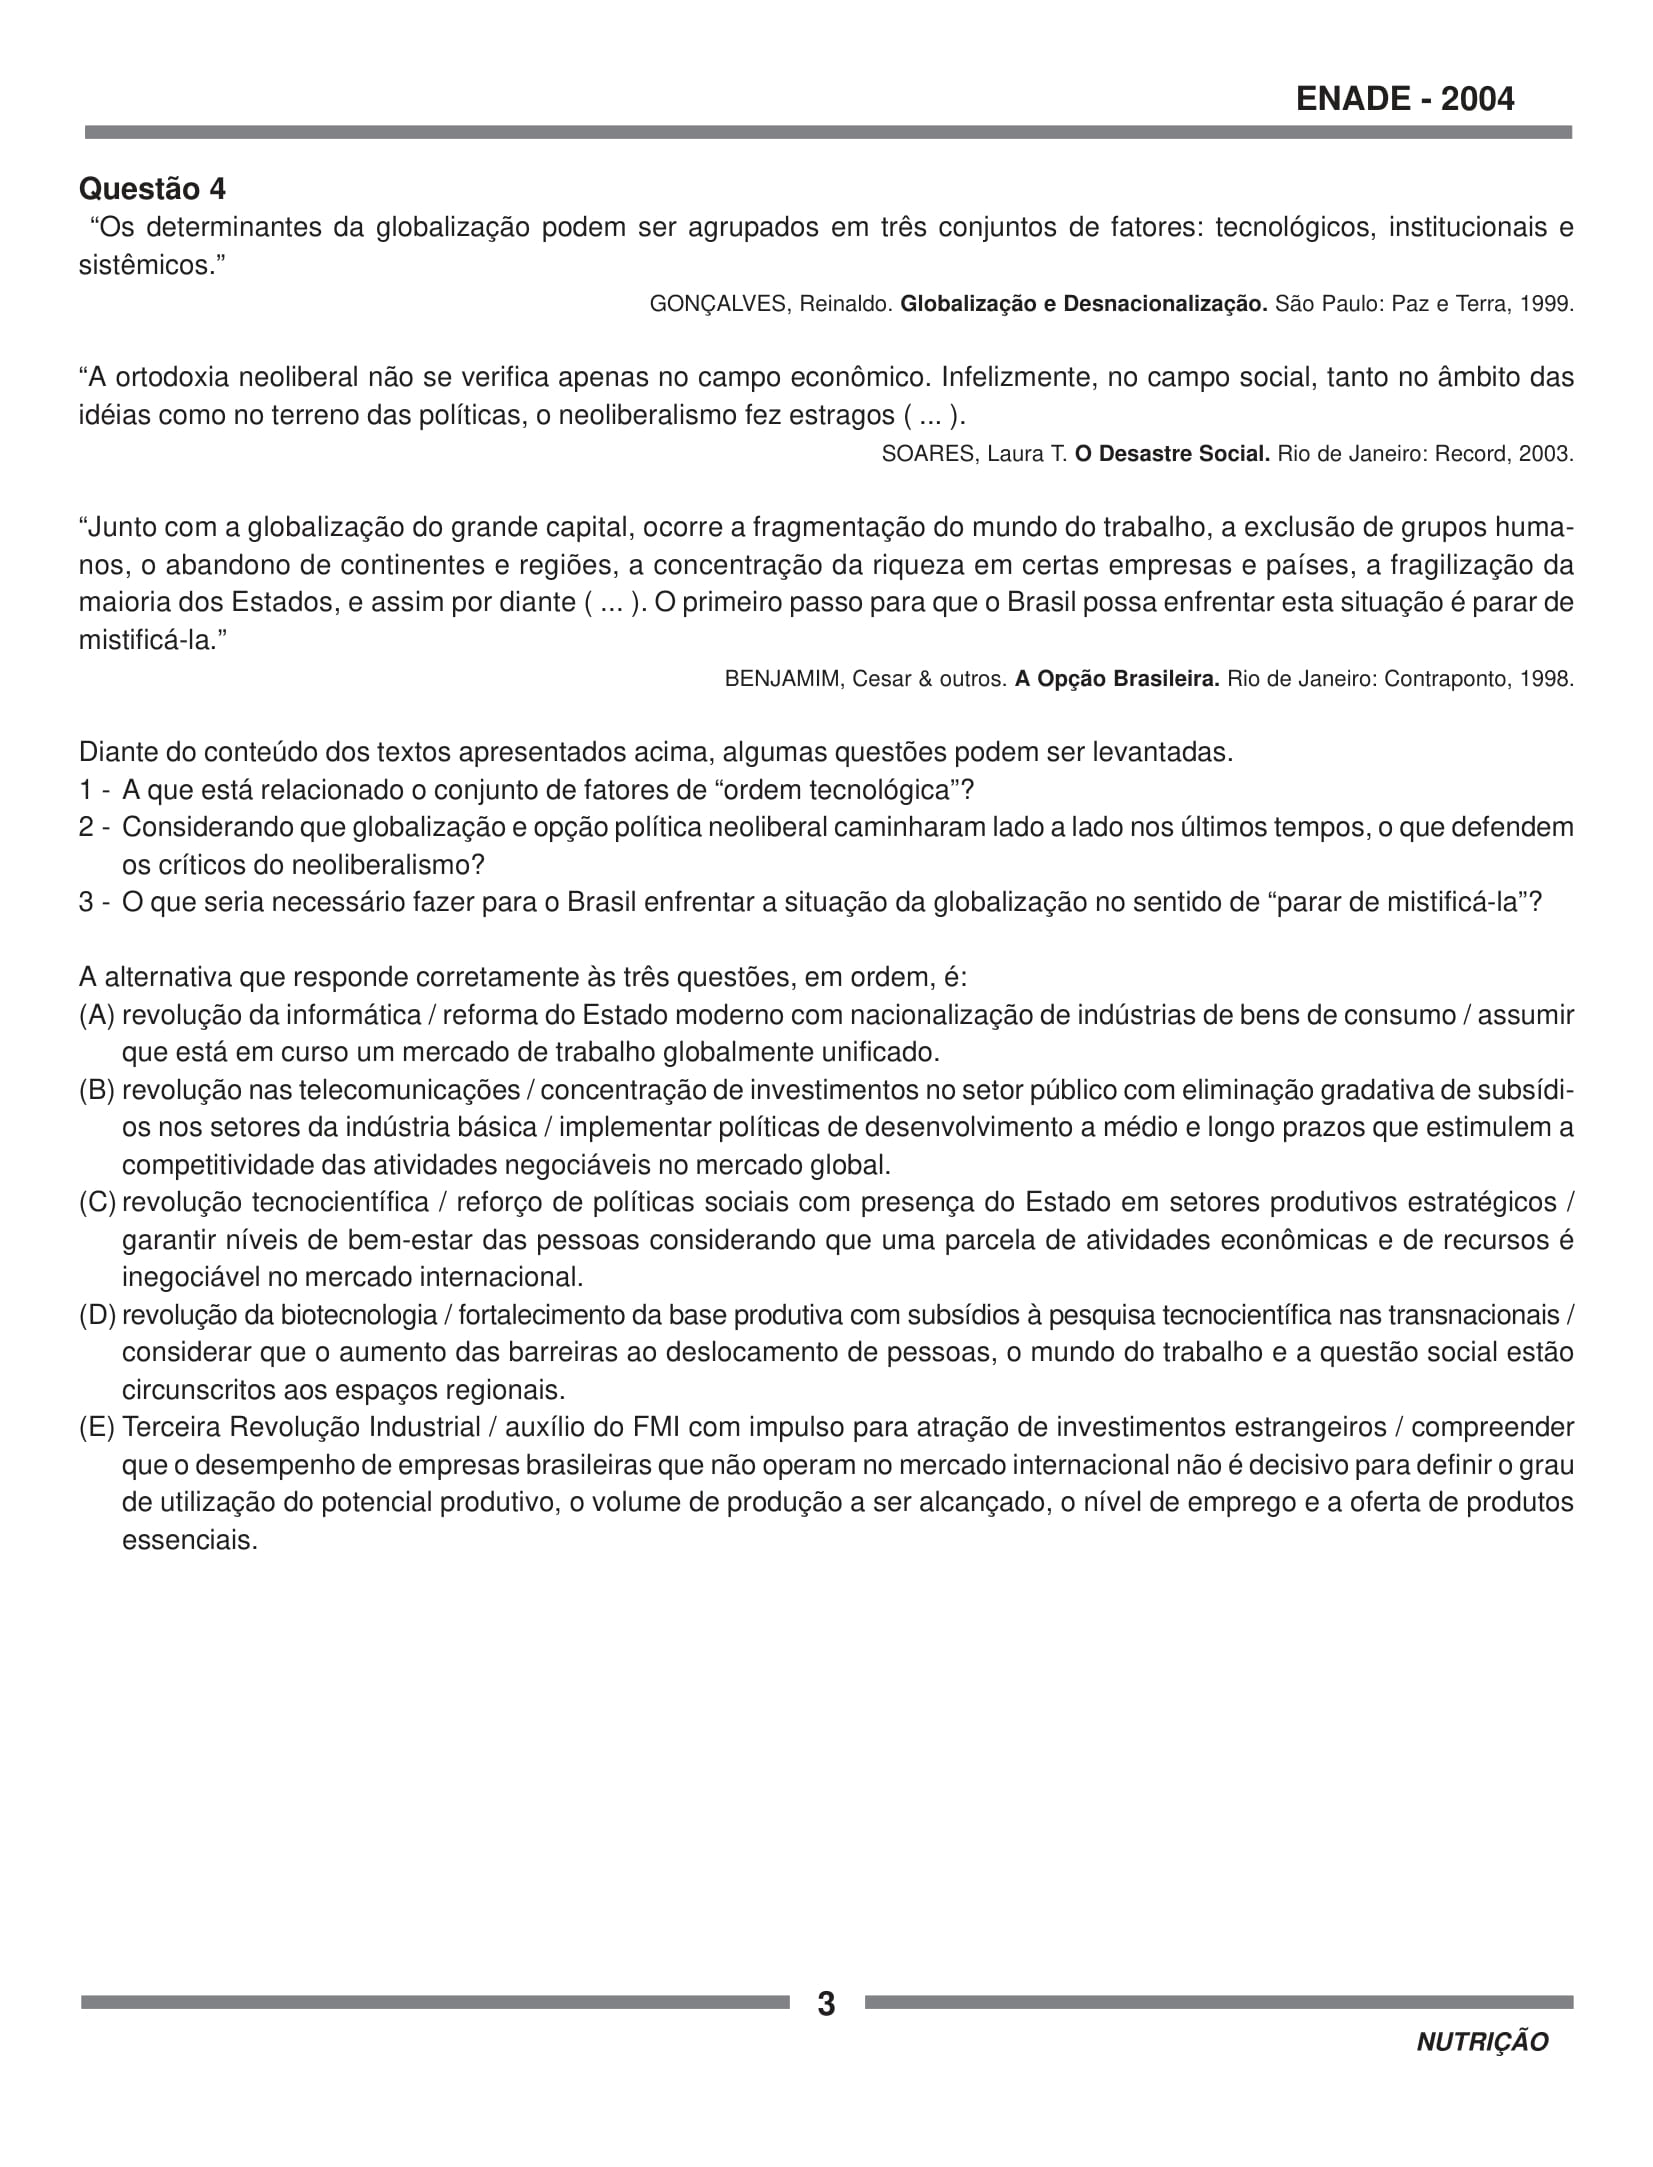 ENADE - 2004
Questão 4
“Os determinantes da globalização podem ser agrupados em três conjuntos de fatores: tecnológicos, institucionais e
sistêmicos.”
GONÇALVES, Reinaldo. Globalização e Desnacionalização. São Paulo: Paz e Terra, 1999.
“A ortodoxia neoliberal não se verifica apenas no campo econômico. Infelizmente, no campo social, tanto no âmbito das
idéias como no terreno das políticas, o neoliberalismo fez estragos ( ... ).
SOARES, Laura T. O Desastre Social. Rio de Janeiro: Record, 2003.
“Junto com a globalização do grande capital, ocorre a fragmentação do mundo do trabalho, a exclusão de grupos huma-
nos, o abandono de continentes e regiões, a concentração da riqueza em certas empresas e países, a fragilização da
maioria dos Estados, e assim por diante ( ... ). O primeiro passo para que o Brasil possa enfrentar esta situação é parar de
mistificá-la.”
BENJAMIM, Cesar & outros. A Opção Brasileira. Rio de Janeiro: Contraponto, 1998.
Diante do conteúdo dos textos apresentados acima, algumas questões podem ser levantadas.
1 - A que está relacionado o conjunto de fatores de “ordem tecnológica”?
2 - Considerando que globalização e opção política neoliberal caminharam lado a lado nos últimos tempos, o que defendem
os críticos do neoliberalismo?
3 - O que seria necessário fazer para o Brasil enfrentar a situação da globalização no sentido de “parar de mistificá-la”?
A alternativa que responde corretamente às três questões, em ordem, é:
(A) revolução da informática / reforma do Estado moderno com nacionalização de indústrias de bens de consumo / assumir
que está em curso um mercado de trabalho globalmente unificado.
(B) revolução nas telecomunicações / concentração de investimentos no setor público com eliminação gradativa de subsídi-
os nos setores da indústria básica / implementar políticas de desenvolvimento a médio e longo prazos que estimulem a
competitividade das atividades negociáveis no mercado global.
(C) revolução tecnocientífica / reforço de políticas sociais com presença do Estado em setores produtivos estratégicos /
garantir níveis de bem-estar das pessoas considerando que uma parcela de atividades econômicas e de recursos é
inegociável no mercado internacional.
(D) revolução da biotecnologia / fortalecimento da base produtiva com subsídios à pesquisa tecnocientífica nas transnacionais /
considerar que o aumento das barreiras ao deslocamento de pessoas, o mundo do trabalho e a questão social estão
circunscritos aos espaços regionais.
(E) Terceira Revolução Industrial / auxílio do FMI com impulso para atração de investimentos estrangeiros / compreender
que o desempenho de empresas brasileiras que não operam no mercado internacional não é decisivo para definir o grau
de utilização do potencial produtivo, o volume de produção a ser alcançado, o nível de emprego e a oferta de produtos
essenciais.
3
NUTRIÇÃO